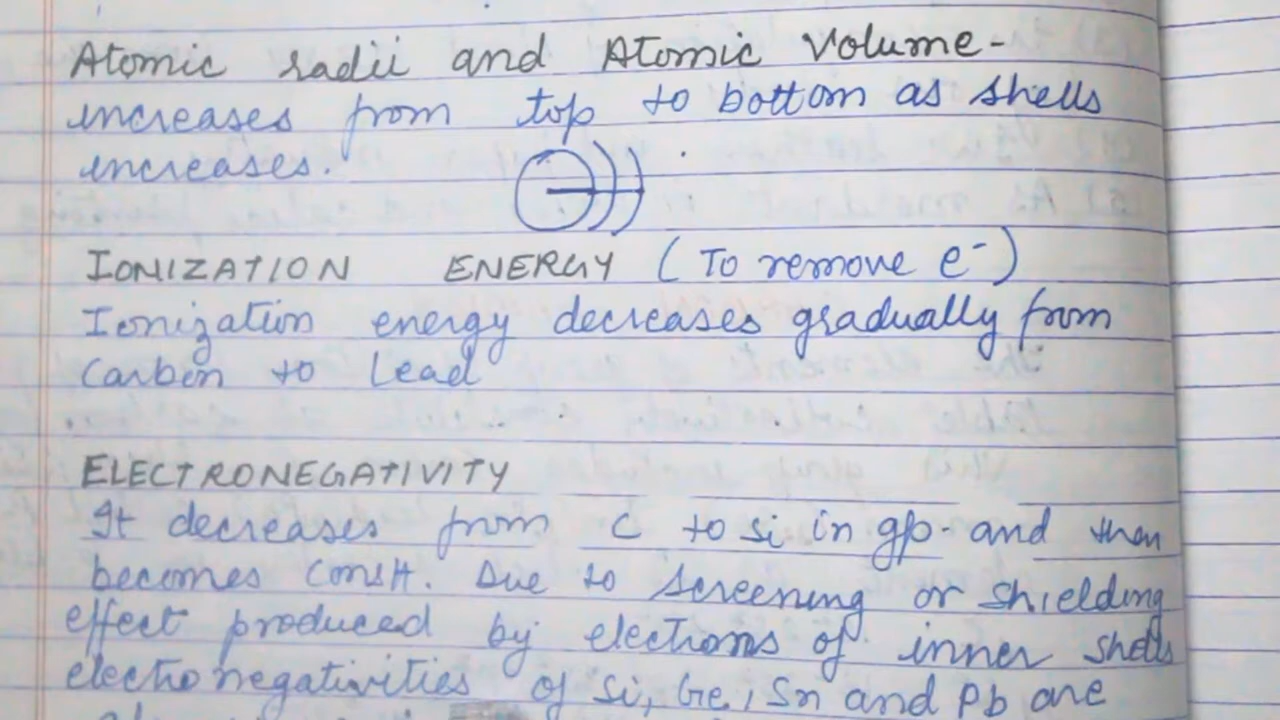 Atomic radii and Atomic Volume-
increases from top to bottom as shells
increases.
IONIZATION ENERGY (To remove e⁻)
Ionization energy decreases gradually from
Carbon to Lead
ELECTRONEGATIVITY
It decreases from C to Si in gp and then
becomes constt. Due to screening or shielding
effect produced by electrons of inner shells
electronegativities of Si, Ge, Sn and Pb are